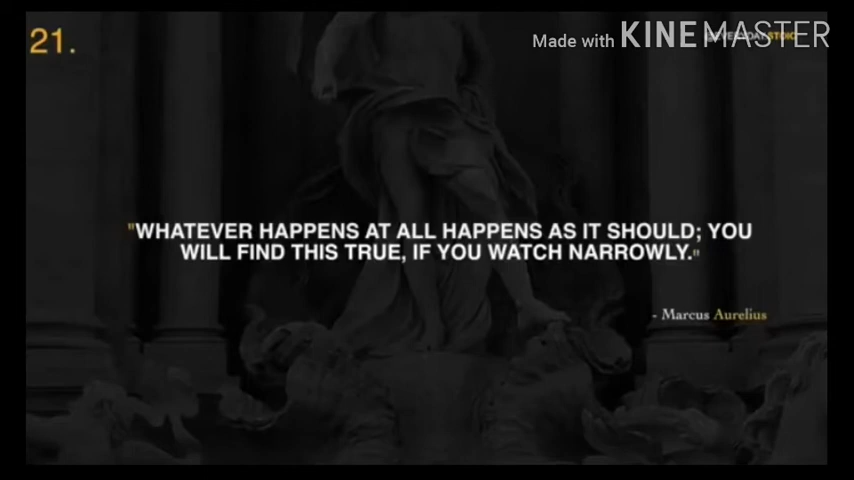 21.
Made with KINEMASTER
"WHATEVER HAPPENS AT ALL HAPPENS AS IT SHOULD; YOU
WILL FIND THIS TRUE, IF YOU WATCH NARROWLY."
- Marcus Aurelius